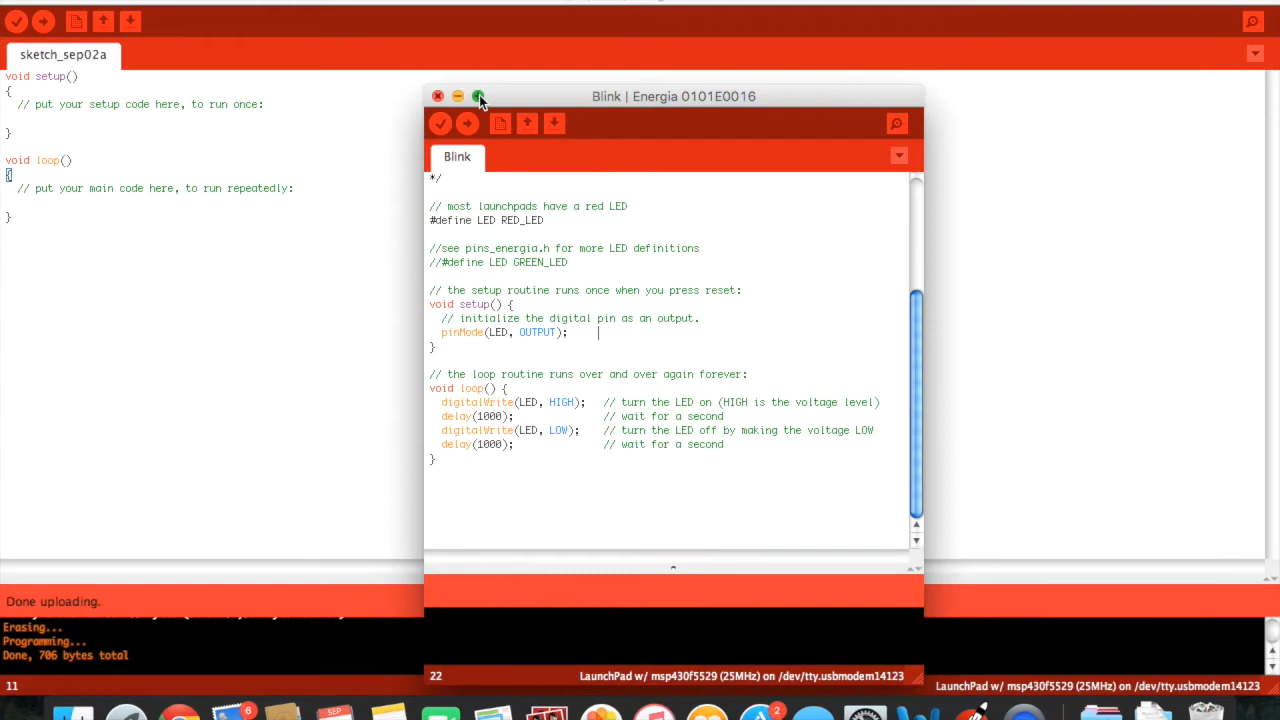 sketch_sep02a
void setup()
{
// put your setup code here, to run once:
}
void loop()
{
// put your main code here, to run repeatedly:
}
Done uploading.
Erasing...
Programming...
Done, 706 bytes total
11
LaunchPad w/ msp430f5529 (25MHz) on /dev/tty.usbmodem14123
Blink | Energia 0101E0016
Blink
*/
// most launchpads have a red LED
#define LED RED_LED
//see pins_energia.h for more LED definitions
//#define LED GREEN_LED
// the setup routine runs once when you press reset:
void setup() {
// initialize the digital pin as an output.
pinMode(LED, OUTPUT);
}
// the loop routine runs over and over again forever:
void loop() {
digitalWrite(LED, HIGH); // turn the LED on (HIGH is the voltage level)
delay(1000); // wait for a second
digitalWrite(LED, LOW); // turn the LED off by making the voltage LOW
delay(1000); // wait for a second
}
22
LaunchPad w/ msp430f5529 (25MHz) on /dev/tty.usbmodem14123
6
SEP
2